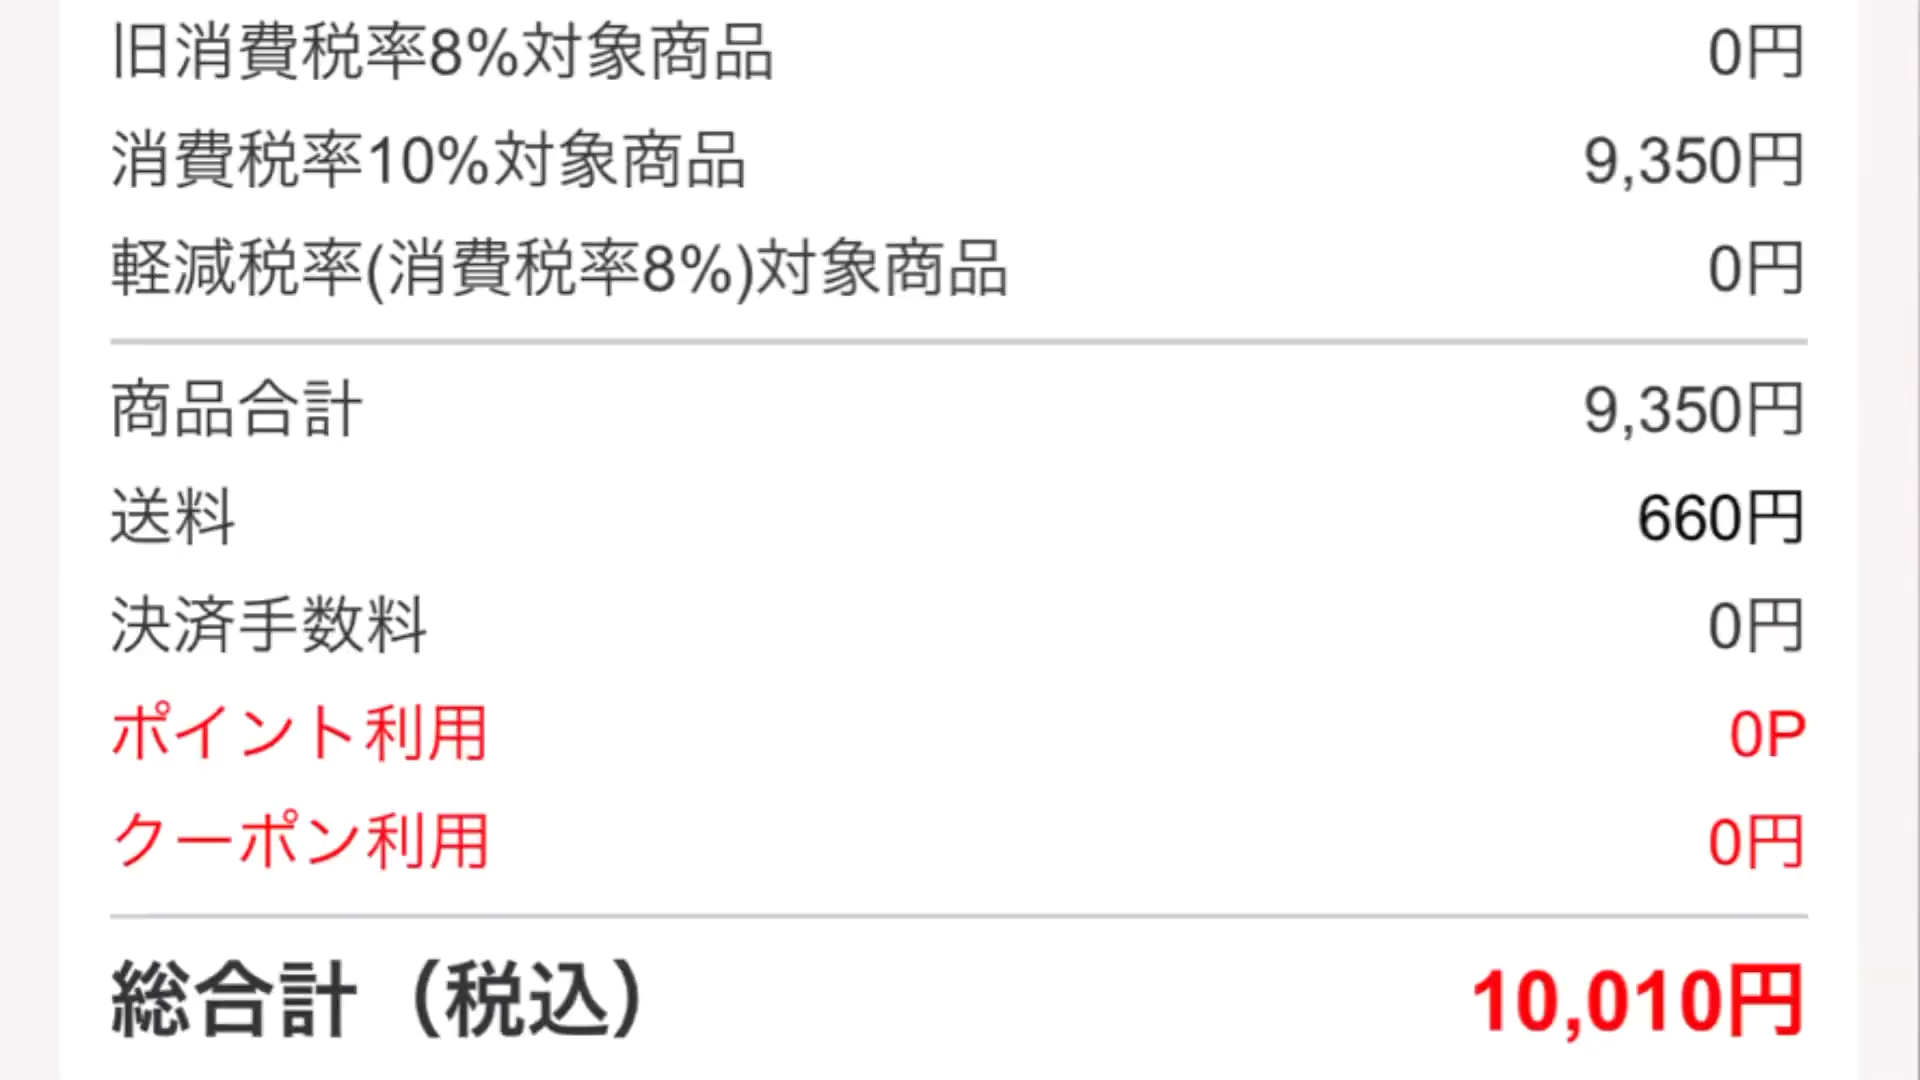 旧消費税率8%対象商品 0円
消費税率10%対象商品 9,350円
軽減税率(消費税率8%)対象商品 0円
商品合計 9,350円
送料 660円
決済手数料 0円
ポイント利用 0P
クーポン利用 0円
総合計（税込） 10,010円